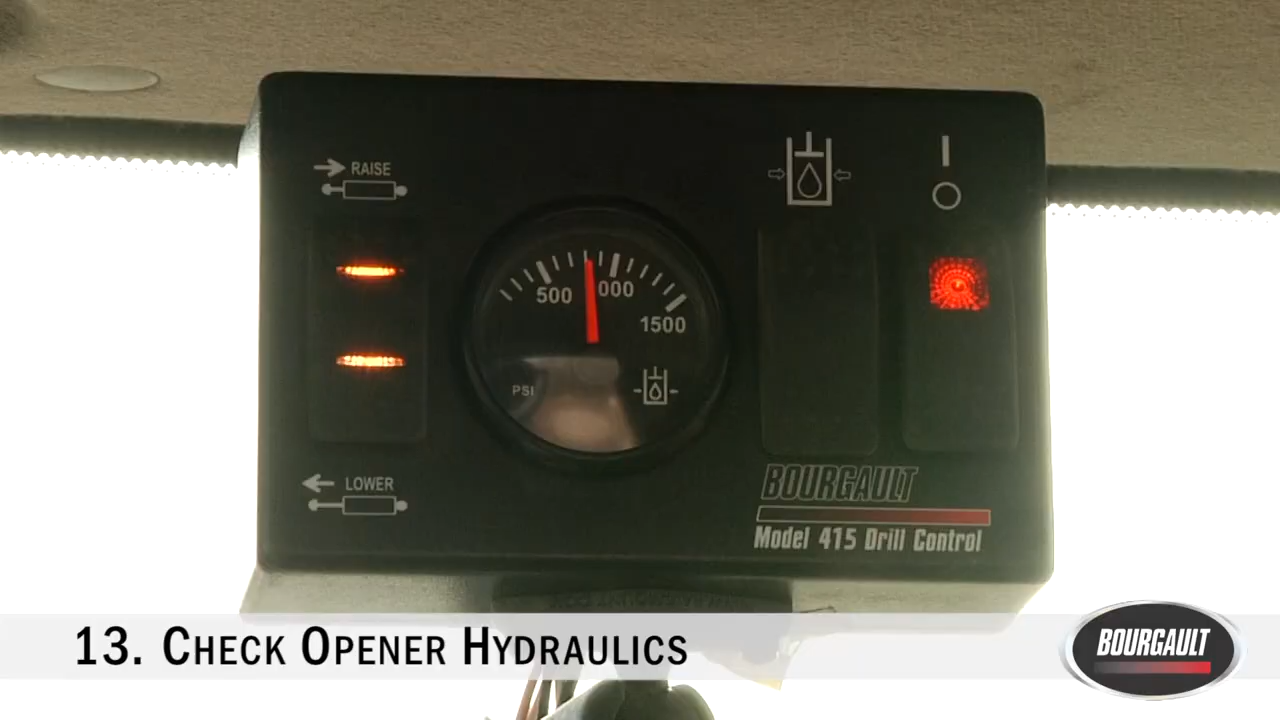 RAISE
500
000
1500
PSI
LOWER
BOURGAULT
Model 415 Drill Control
13. CHECK OPENER HYDRAULICS
BOURGAULT